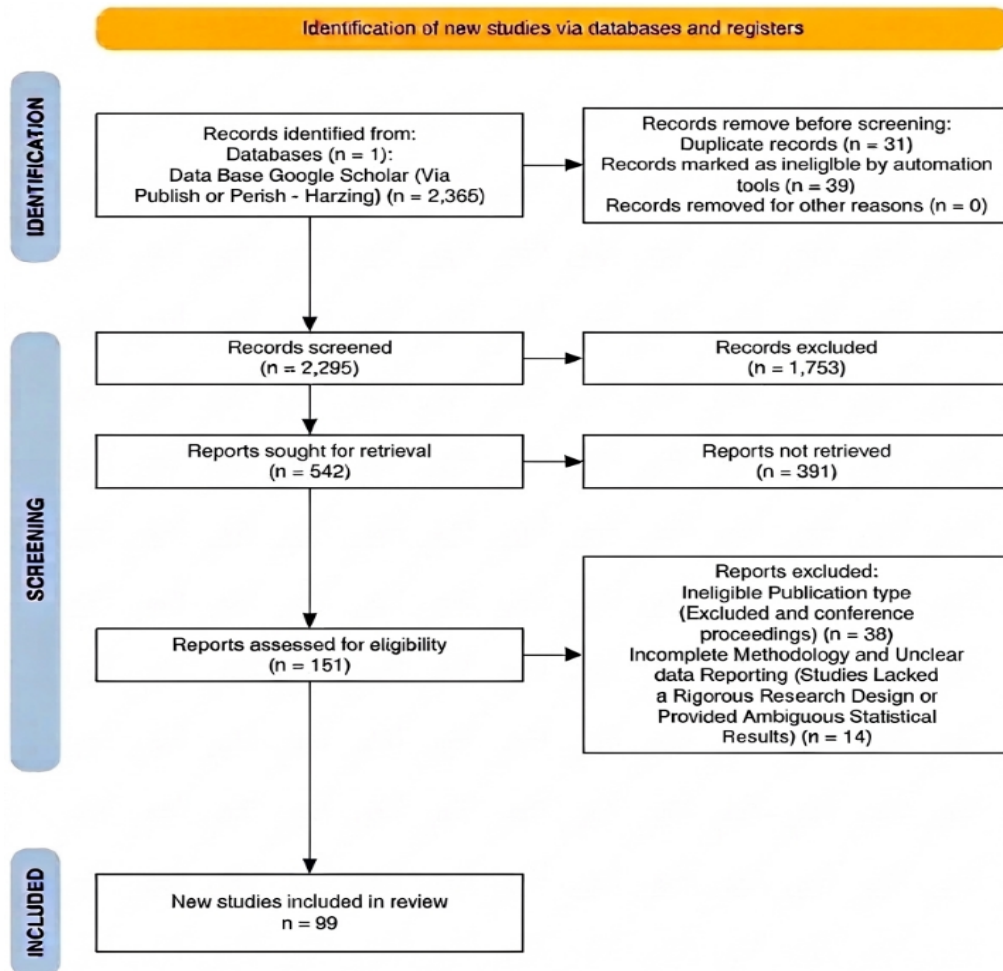 Identification of new studies via databases and registers
IDENTIFICATION
Records identified from:
Databases (n = 1):
Data Base Google Scholar (Via
Publish or Perish - Harzing) (n = 2,365)
Records remove before screening:
Duplicate records (n = 31)
Records marked as ineligible by automation
tools (n = 39)
Records removed for other reasons (n = 0)
SCREENING
Records screened
(n = 2,295)
Records excluded
(n = 1,753)
Reports sought for retrieval
(n = 542)
Reports not retrieved
(n = 391)
Reports assessed for eligibility
(n = 151)
Reports excluded:
Ineligible Publication type
(Excluded and conference
proceedings) (n = 38)
Incomplete Methodology and Unclear
data Reporting (Studies Lacked
a Rigorous Research Design or
Provided Ambiguous Statistical
Results) (n = 14)
INCLUDED
New studies included in review
n = 99